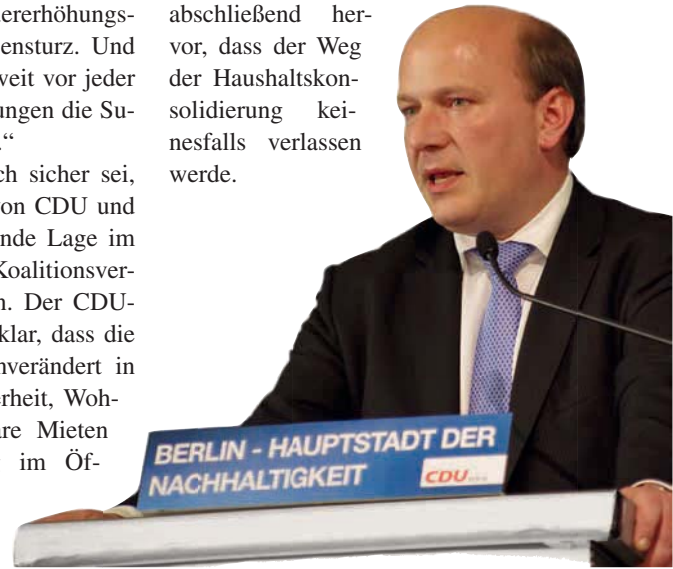 dererhöhungs-
ensturz. Und
weit vor jeder
ungen die Su-
.“
ch sicher sei,
von CDU und
nde Lage im
Koalitionsver-
n. Der CDU-
klar, dass die
nverändert in
erheit, Woh-
are Mieten
im Öf-
abschließend her-
vor, dass der Weg
der Haushaltskon-
solidierung kei-
nesfalls verlassen
werde.
BERLIN - HAUPTSTADT DER
NACHHALTIGKEIT CDU